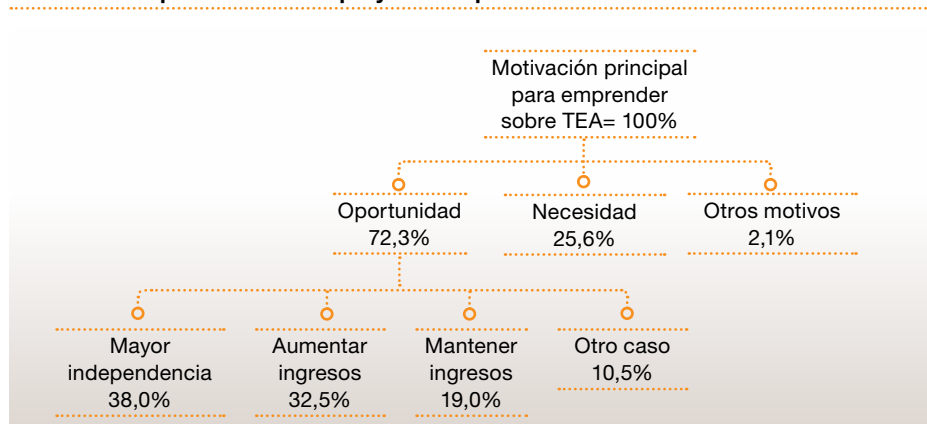 Motivación principal
para emprender
sobre TEA= 100%
Oportunidad
72,3%
Necesidad
25,6%
Otros motivos
2,1%
Mayor
independencia
38,0%
Aumentar
ingresos
32,5%
Mantener
ingresos
19,0%
Otro caso
10,5%